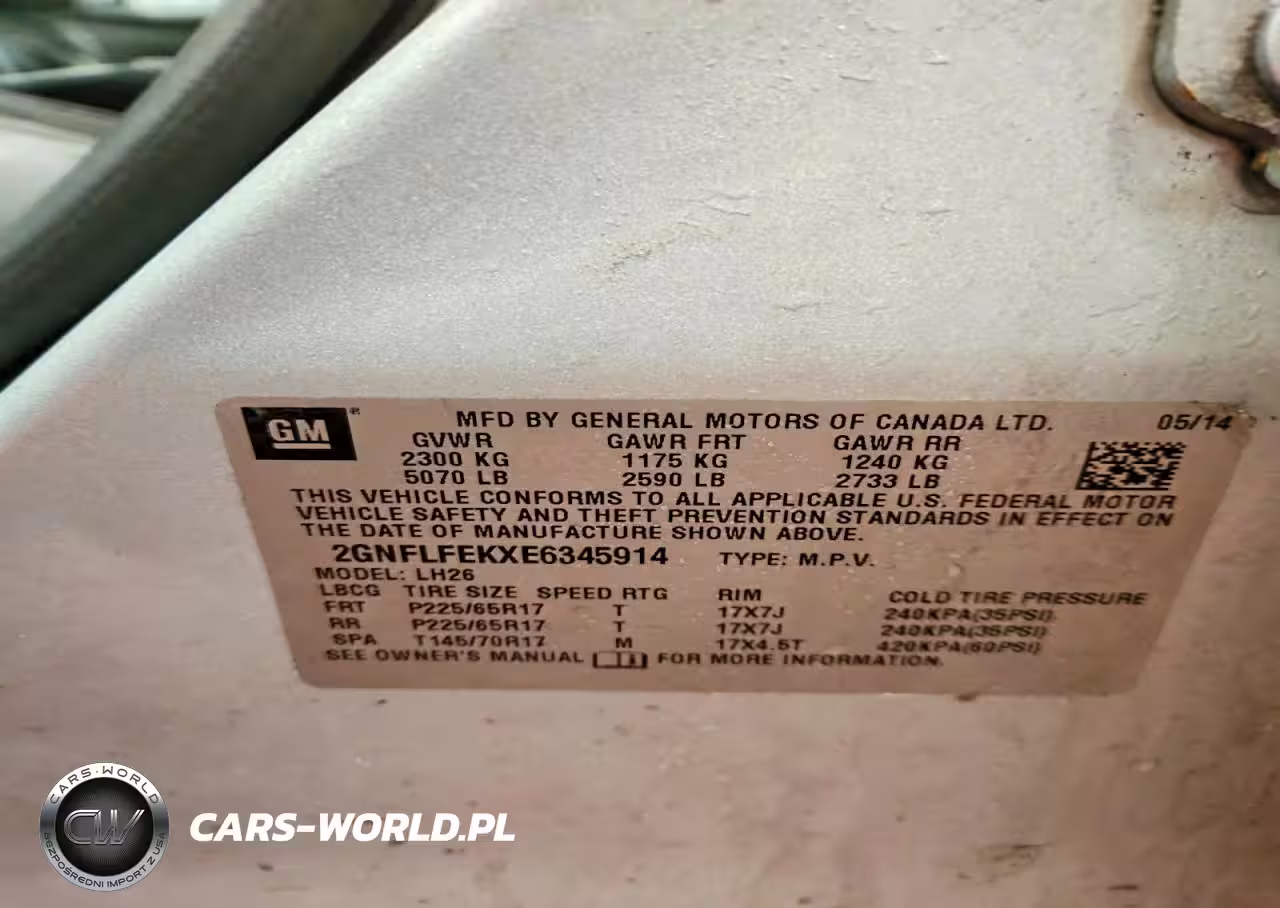 GM® MFD BY GENERAL MOTORS OF CANADA LTD. 05/14
GVWR GAWR FRT GAWR RR
2300 KG 1175 KG 1240 KG
5070 LB 2590 LB 2733 LB
THIS VEHICLE CONFORMS TO ALL APPLICABLE U.S. FEDERAL MOTOR
VEHICLE SAFETY AND THEFT PREVENTION STANDARDS IN EFFECT ON
THE DATE OF MANUFACTURE SHOWN ABOVE.
2GNFLFEKXE6345914 TYPE: M.P.V.
MODEL: LH26
LBCG TIRE SIZE SPEED RTG RIM COLD TIRE PRESSURE
FRT P225/65R17 T 17X7J 240KPA(35PSI)
RR P225/65R17 T 17X7J 240KPA(35PSI)
SPA T145/70R17 M 17X4.5T 420KPA(60PSI)
SEE OWNER'S MANUAL FOR MORE INFORMATION.
CARS-WORLD
CW
BEZPOŚREDNI IMPORT Z USA
CARS-WORLD.PL